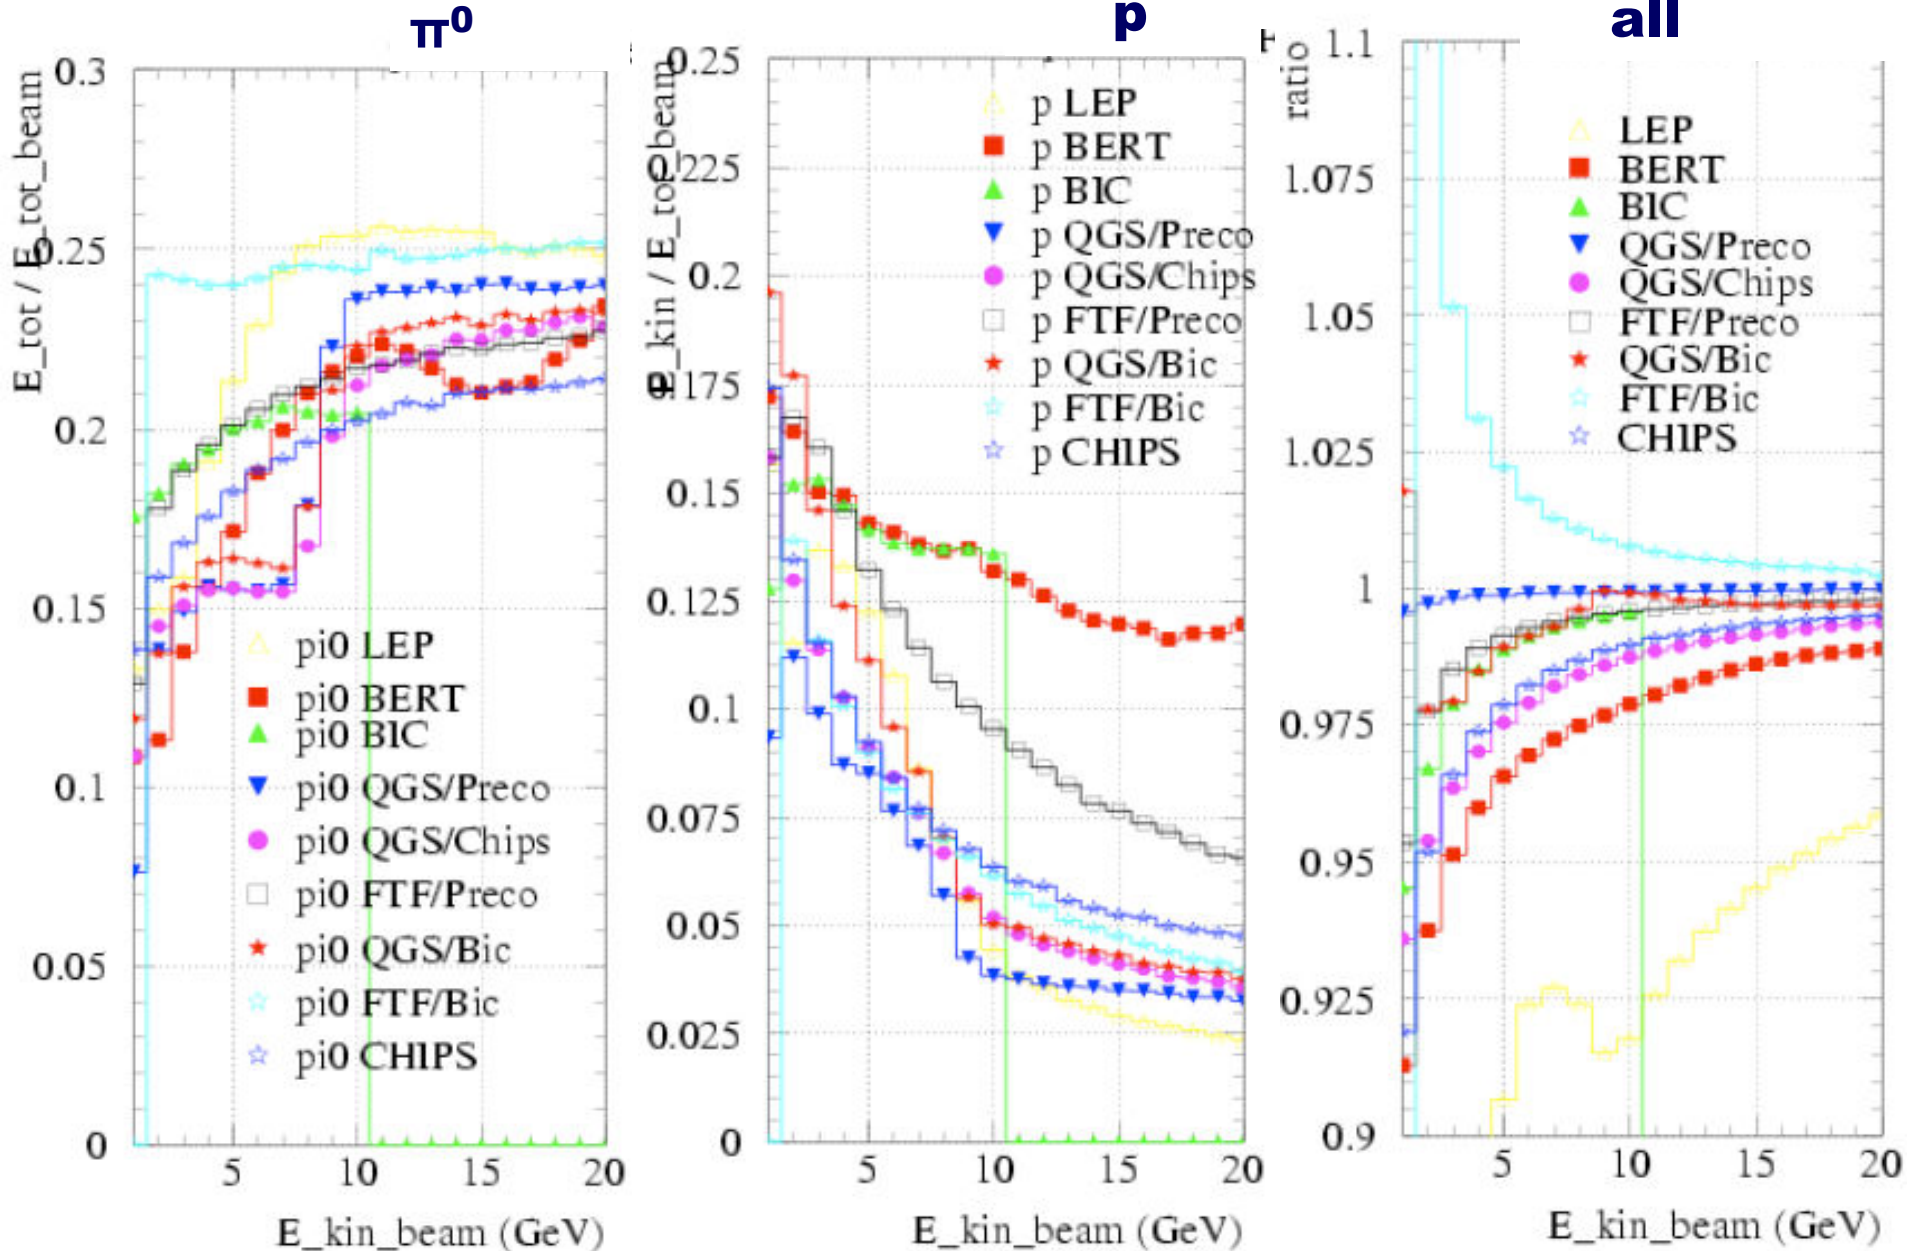 π⁰
p
all
E_tot / E_tot_beam
0.3
0.25
0.2
0.15
0.1
0.05
0
pi0 LEP
pi0 BERT
pi0 BIC
pi0 QGS/Preco
pi0 QGS/Chips
pi0 FTF/Preco
pi0 QGS/Bic
pi0 FTF/Bic
pi0 CHIPS
5 10 15 20
E_kin_beam (GeV)
E_kin / E_tot_beam
0.25
0.225
0.2
0.175
0.15
0.125
0.1
0.075
0.05
0.025
0
p LEP
p BERT
p BIC
p QGS/Preco
p QGS/Chips
p FTF/Preco
p QGS/Bic
p FTF/Bic
p CHIPS
5 10 15 20
E_kin_beam (GeV)
ratio
1.1
1.075
1.05
1.025
1
0.975
0.95
0.925
0.9
LEP
BERT
BIC
QGS/Preco
QGS/Chips
FTF/Preco
QGS/Bic
FTF/Bic
CHIPS
5 10 15 20
E_kin_beam (GeV)